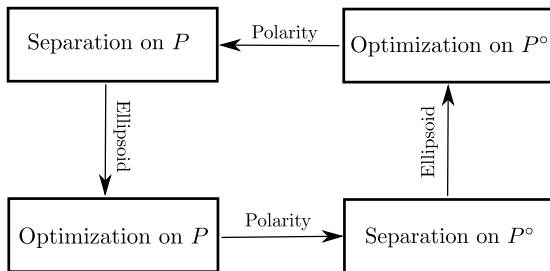 Separation on P
Polarity
Optimization on P°
Ellipsoid
Ellipsoid
Optimization on P
Polarity
Separation on P°